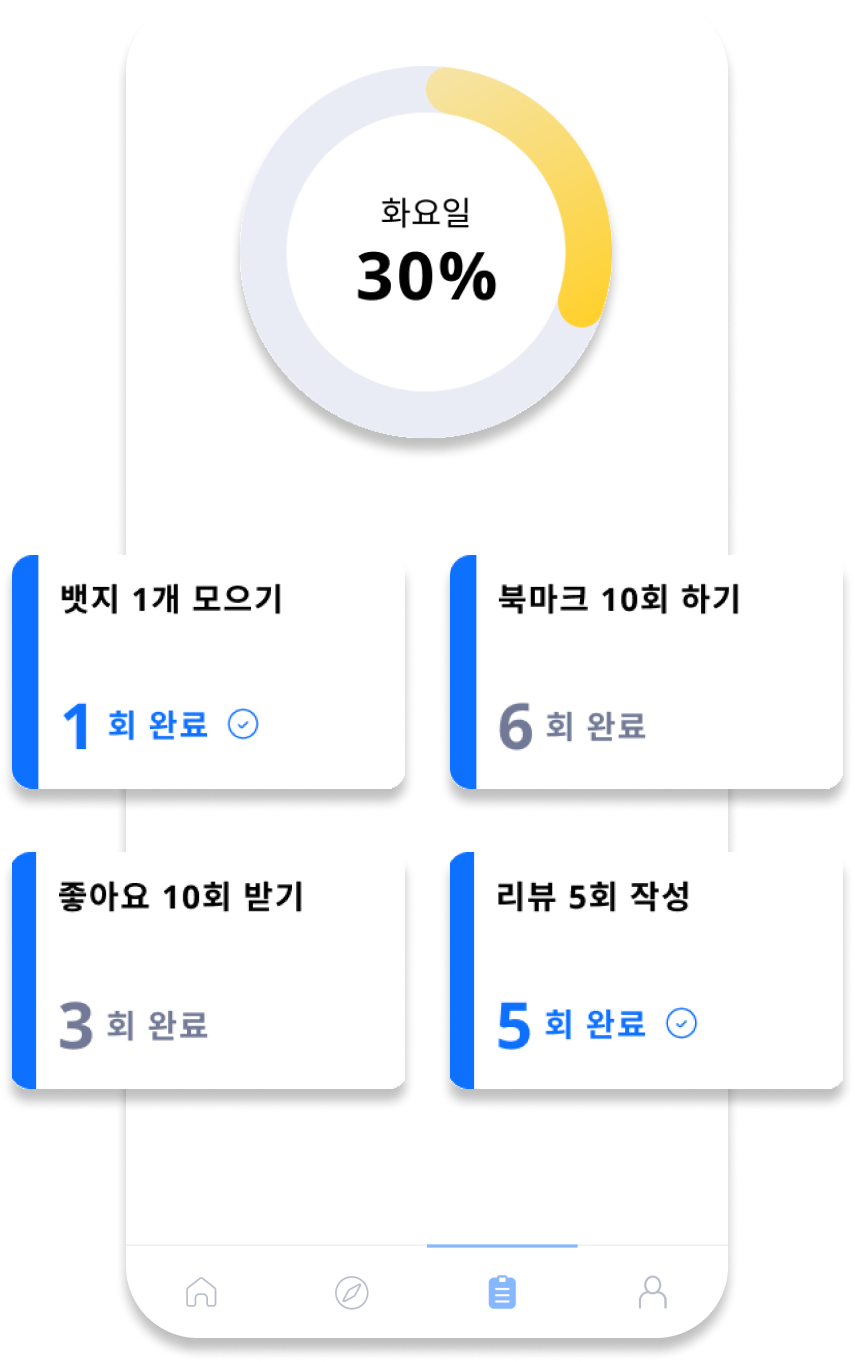 화요일
30%
뱃지 1개 모으기
1 회 완료
북마크 10회 하기
6 회 완료
좋아요 10회 받기
3 회 완료
리뷰 5회 작성
5 회 완료